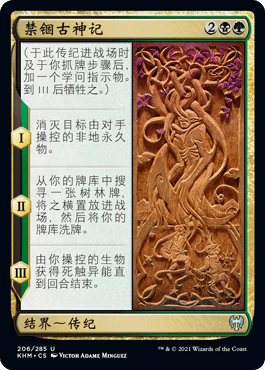 禁锢古神记 2
(于此传纪进战场时
及于你抓牌步骤后,
加一个学问指示物。
到 III 后牺牲之。)
I
消灭目标由对手
操控的非地永久
物。
II
从你的牌库中搜
寻一张树林牌,
将之横置放进战
场,然后将你的
牌库洗牌。
III
由你操控的生物
获得死触异能直
到回合结束。
结界~传纪
206/285 U
KHM • CS VICTOR ADAME MINGUEZ
™ & © 2021 Wizards of the Coast